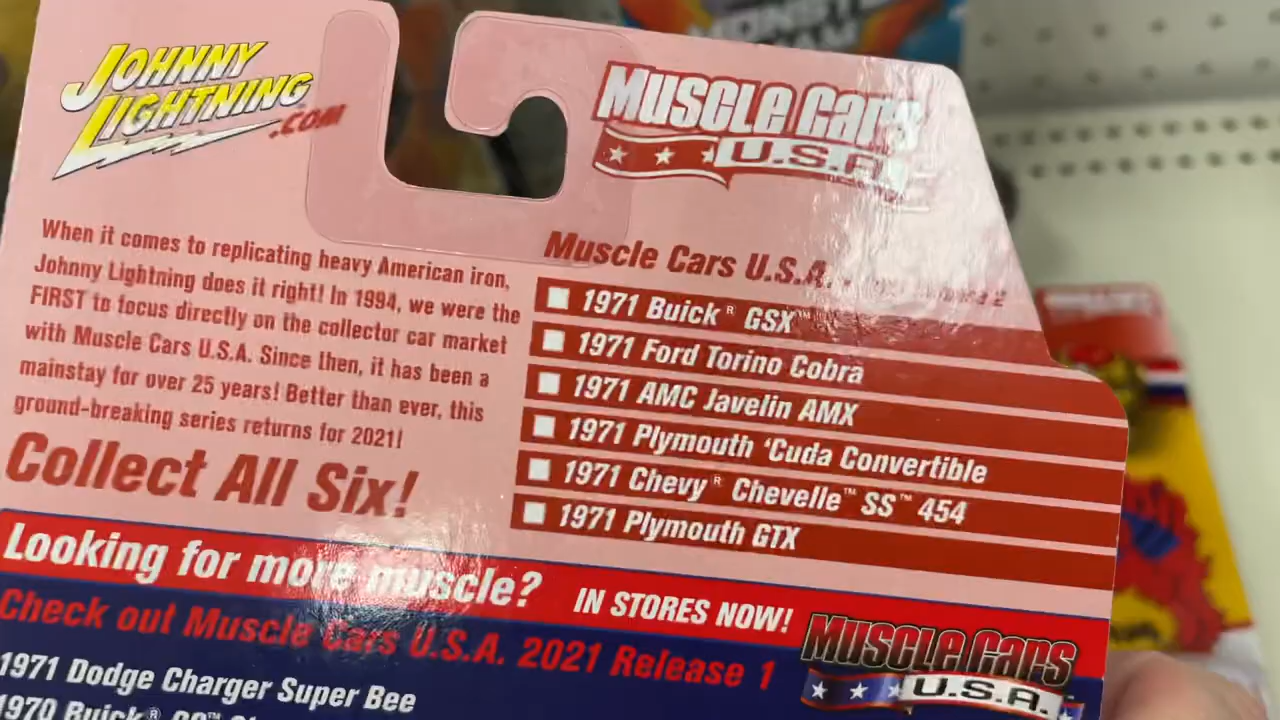 MONSTER
JOHNNY
LIGHTNING
.COM
MUSCLE CARS
U.S.A.
When it comes to replicating heavy American iron,
Johnny Lightning does it right! In 1994, we were the
FIRST to focus directly on the collector car market
with Muscle Cars U.S.A. Since then, it has been a
mainstay for over 25 years! Better than ever, this
ground-breaking series returns for 2021!
Collect All Six!
Muscle Cars U.S.A.
1971 Buick® GSX™
1971 Ford Torino Cobra
1971 AMC Javelin AMX
1971 Plymouth ‘Cuda Convertible
1971 Chevy® Chevelle™ SS™ 454
1971 Plymouth GTX
Looking for more muscle? IN STORES NOW!
Check out Muscle Cars U.S.A. 2021 Release 1
MUSCLE CARS
U.S.A.
1971 Dodge Charger Super Bee
1970 Buick®